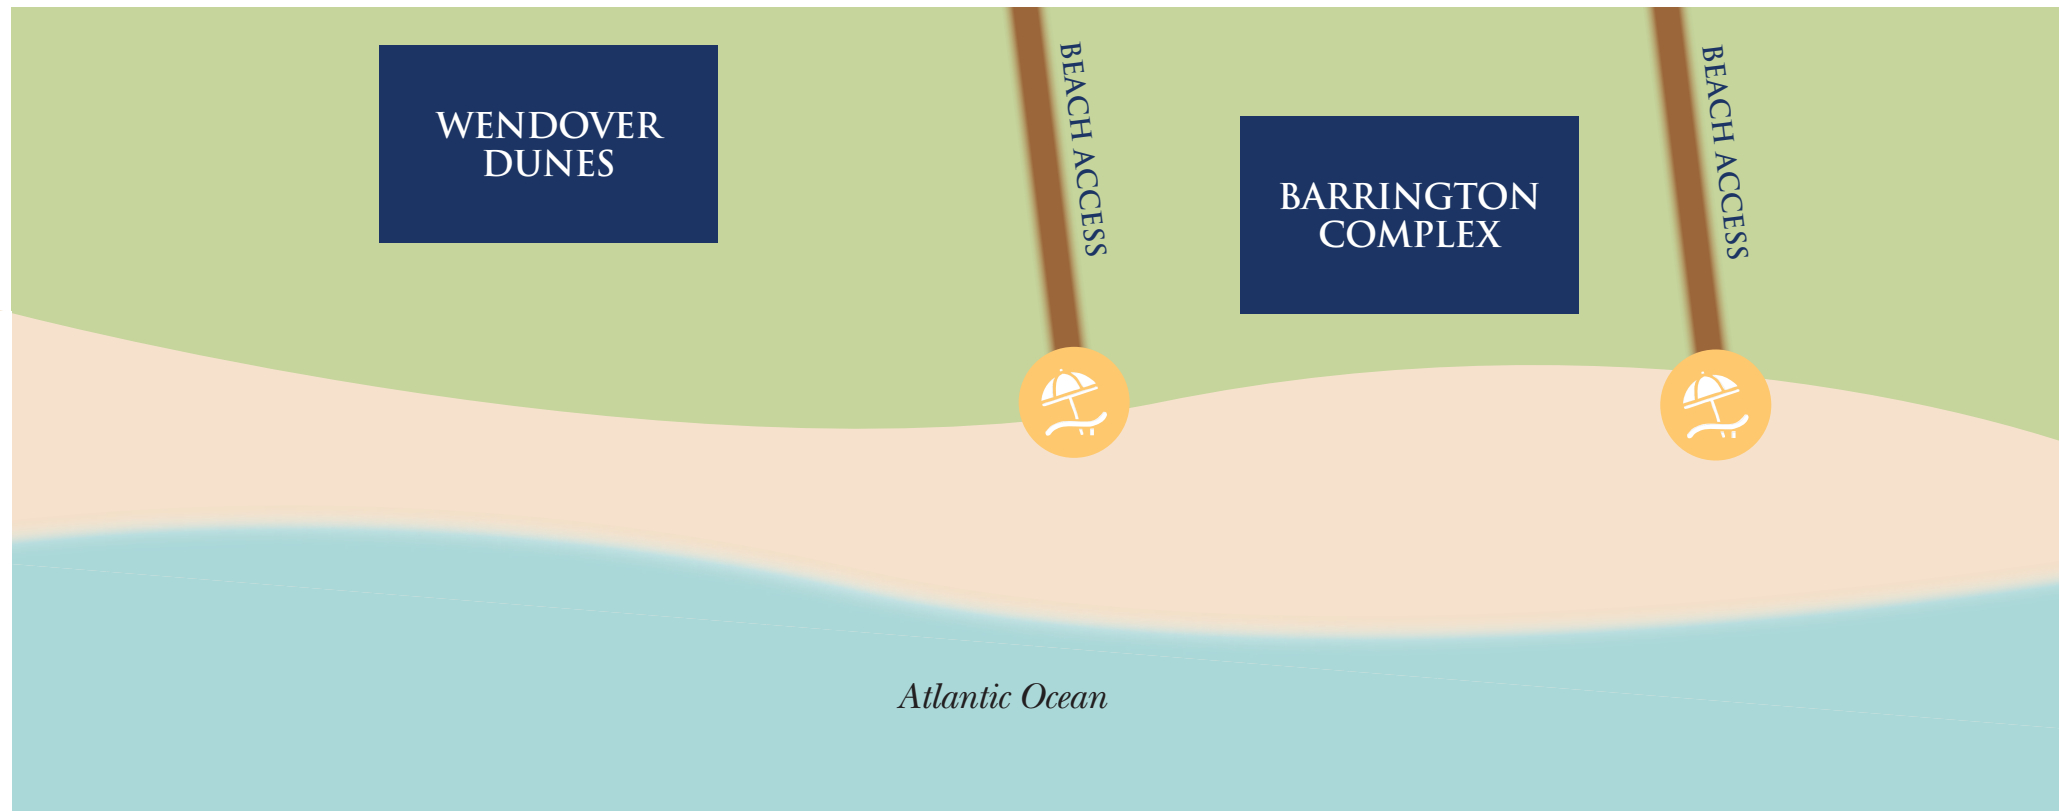 WENDOVER
DUNES
BEACH ACCESS
BARRINGTON
COMPLEX
BEACH ACCESS
Atlantic Ocean